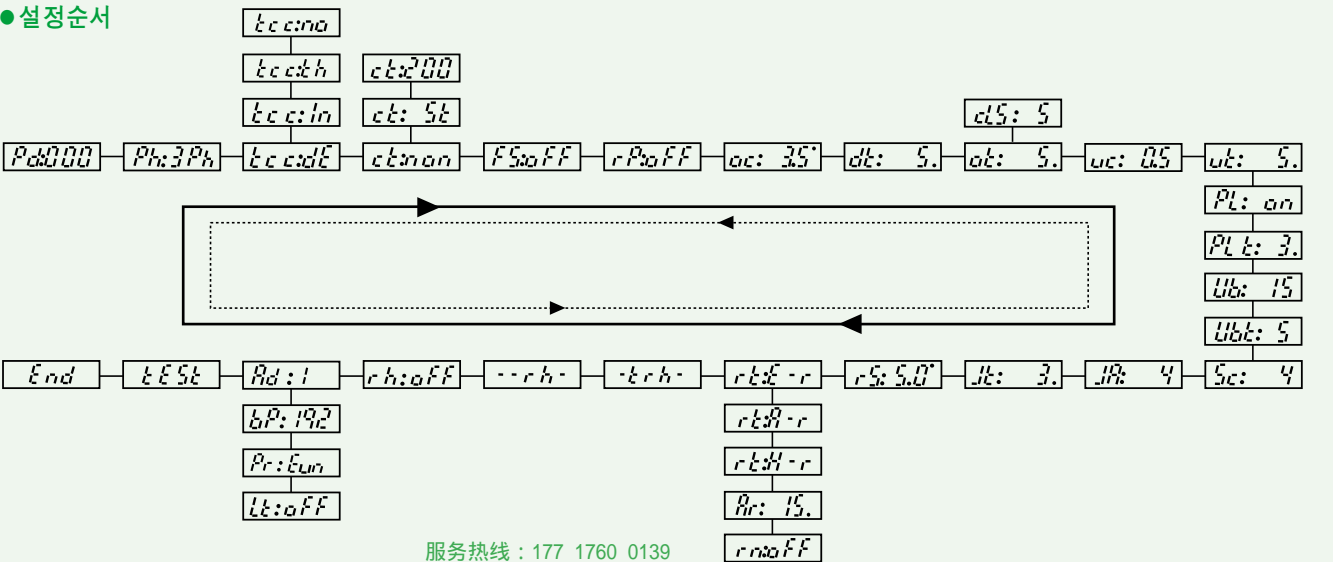 ●설정순서
tcc:no
tcc:th
ct:200
tcc:In
ct: 5t
cLS: 5
Pd:000
Ph:3Ph
tcc:dE
ct:non
FS:oFF
rP:oFF
oc: 3.5
dt: 5.
ot: 5.
uc: 0.5
ut: 5.
PL: on
PLt: 3.
Ub: 15
Ubt: 5
End
tESt
Ad:1
rh:oFF
--rh-
-trh-
rt:E-r
rS: 5.0
Jt: 3.
JA: 4
Sc: 4
bP:192
rt:A-r
Pr:Eun
rt:H-r
Lt:oFF
Ar: 15.
rn:oFF
服务热线：177 1760 0139